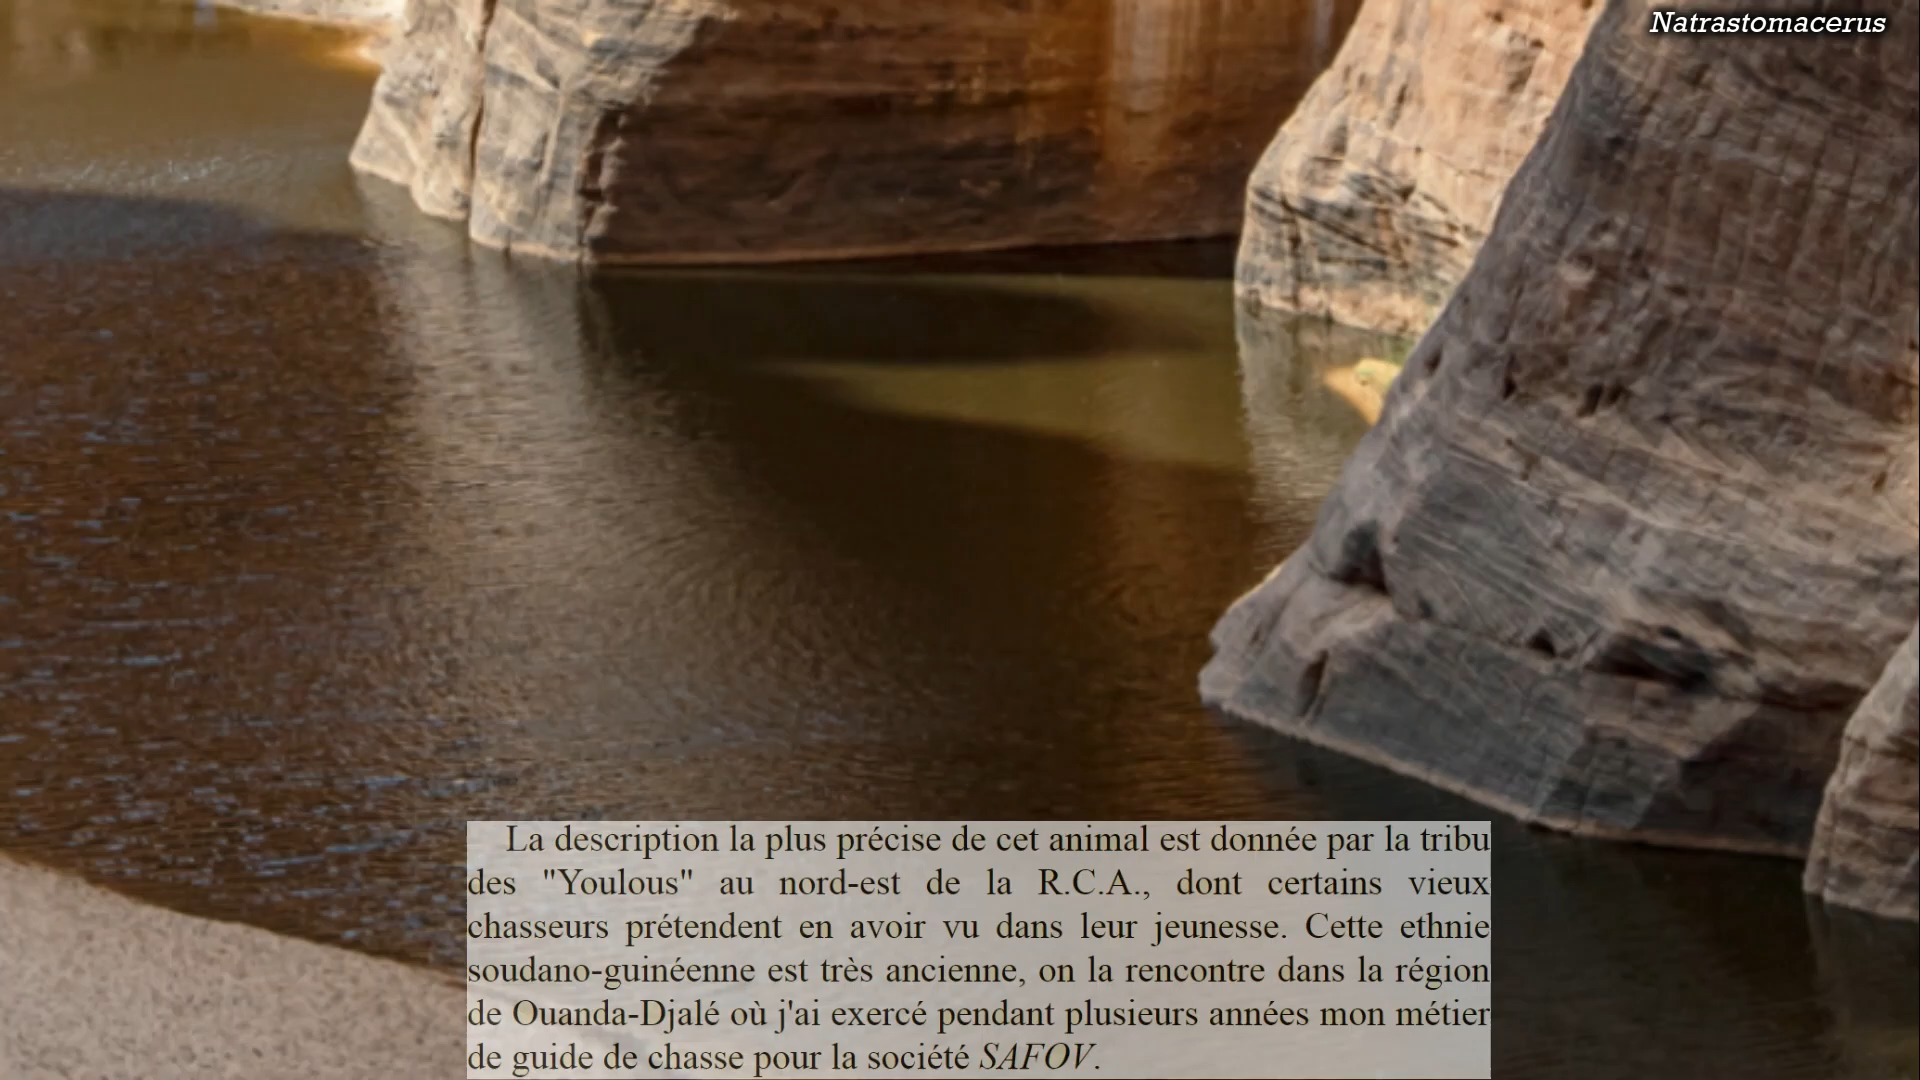 Natrastomacerus
La description la plus précise de cet animal est donnée par la tribu
des "Youlous" au nord-est de la R.C.A., dont certains vieux
chasseurs prétendent en avoir vu dans leur jeunesse. Cette ethnie
soudano-guinéenne est très ancienne, on la rencontre dans la région
de Ouanda-Djalé où j'ai exercé pendant plusieurs années mon métier
de guide de chasse pour la société SAFOV.